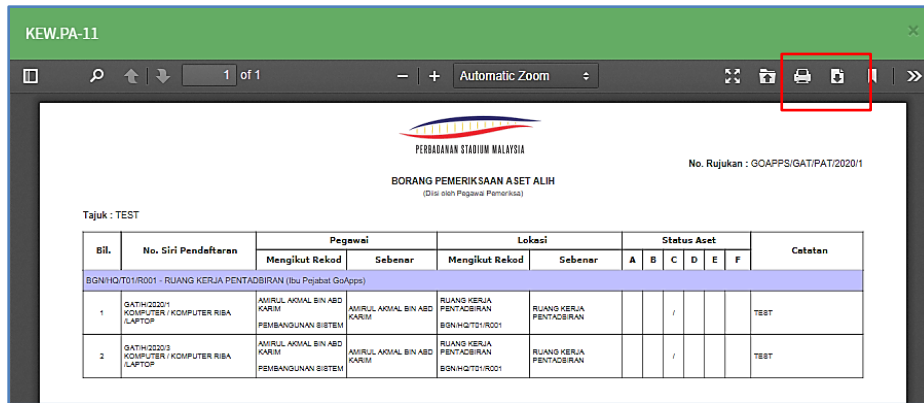 KEW.PA-11
×
1 of 1
Automatic Zoom
PERBADANAN STADIUM MALAYSIA
No. Rujukan : GOAPPS/GAT/PAT/2020/1
BORANG PEMERIKSAAN ASET ALIH
(Diisi oleh Pegawai Pemeriksa)
Tajuk : TEST
Bil. No. Siri Pendaftaran Pegawai Lokasi Status Aset Catatan
Mengikut Rekod Sebenar Mengikut Rekod Sebenar A B C D E F
BGN/HQ/T01/R001 - RUANG KERJA PENTADBIRAN (Ibu Pejabat GoApps)
1 GATIH/2020/1 KOMPUTER / KOMPUTER RIBA /LAPTOP AMIRUL AKMAL BIN ABD KARIM PEMBANGUNAN SISTEM AMIRUL AKMAL BIN ABD KARIM RUANG KERJA PENTADBIRAN BGN/HQ/T01/R001 RUANG KERJA PENTADBIRAN / TEST
2 GATIH/2020/3 KOMPUTER / KOMPUTER RIBA /LAPTOP AMIRUL AKMAL BIN ABD KARIM PEMBANGUNAN SISTEM AMIRUL AKMAL BIN ABD KARIM RUANG KERJA PENTADBIRAN BGN/HQ/T01/R001 RUANG KERJA PENTADBIRAN / TEST